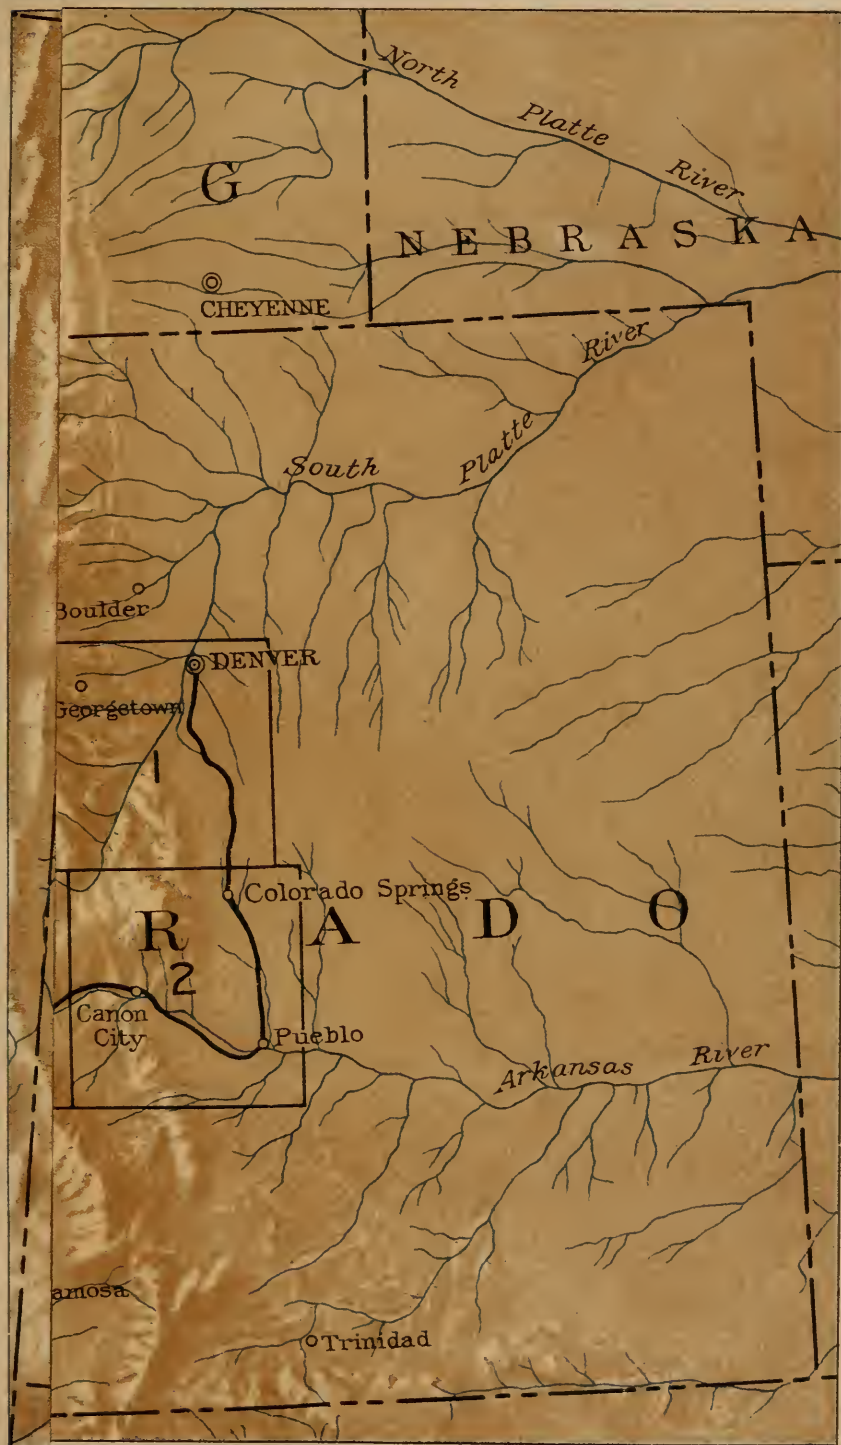 North Platte River
G
NEBRASKA
CHEYENNE
South Platte River
Boulder
DENVER
Georgetown
1
Colorado Springs
R A D O
2
Canon
City
Pueblo
Arkansas River
amosa
Trinidad